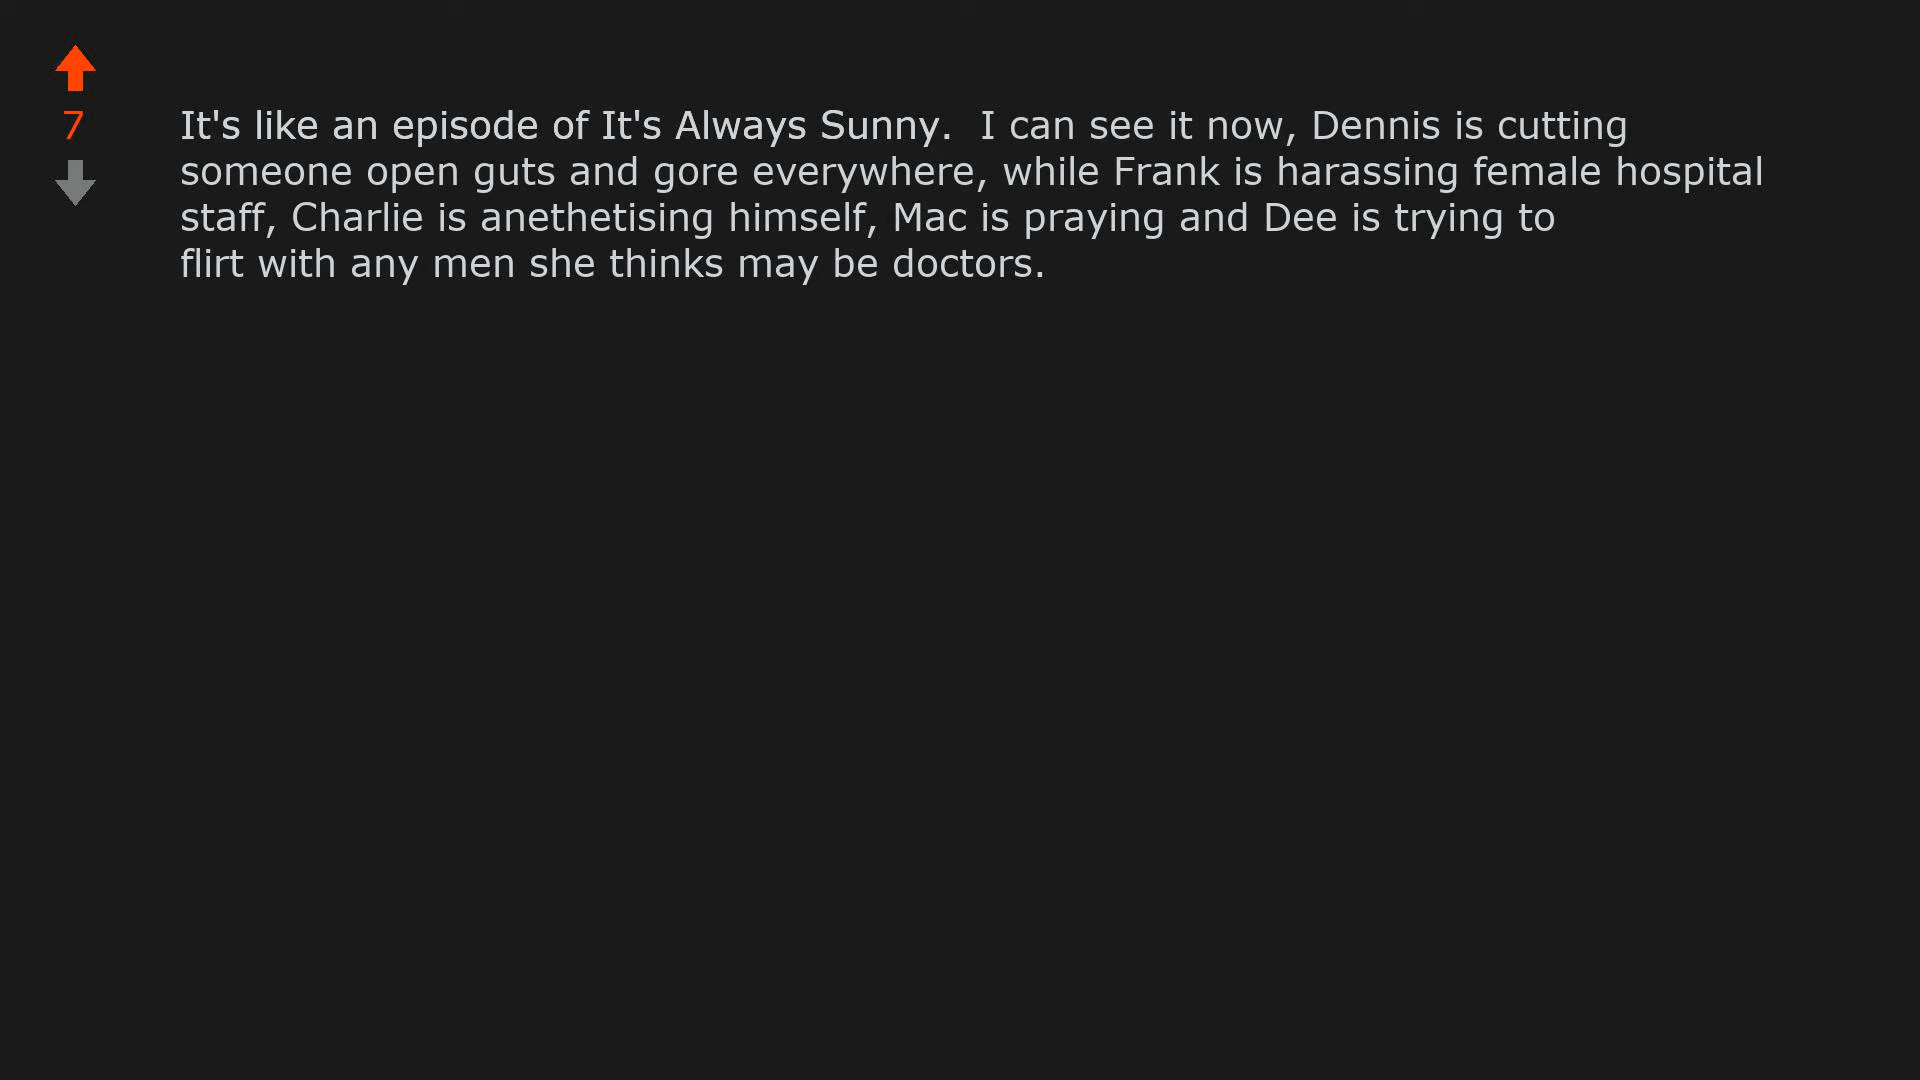 7
It's like an episode of It's Always Sunny.  I can see it now, Dennis is cutting
someone open guts and gore everywhere, while Frank is harassing female hospital
staff, Charlie is anethetising himself, Mac is praying and Dee is trying to
flirt with any men she thinks may be doctors.